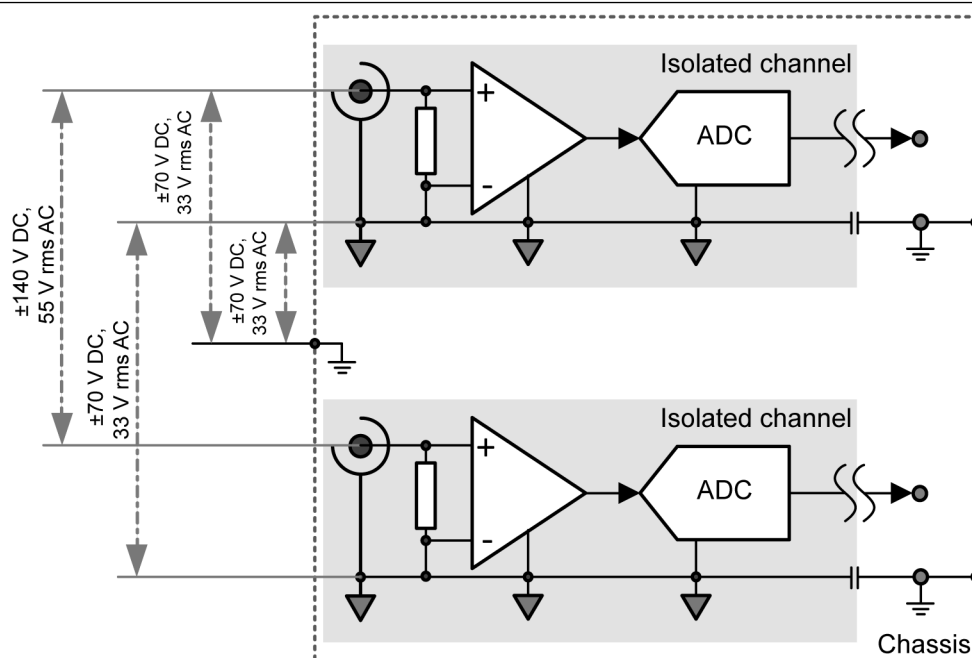 Isolated channel
+
-
ADC
±70 V DC,
33 V rms AC
±140 V DC,
55 V rms AC
±70 V DC,
33 V rms AC
±70 V DC,
33 V rms AC
Isolated channel
+
-
ADC
Chassis